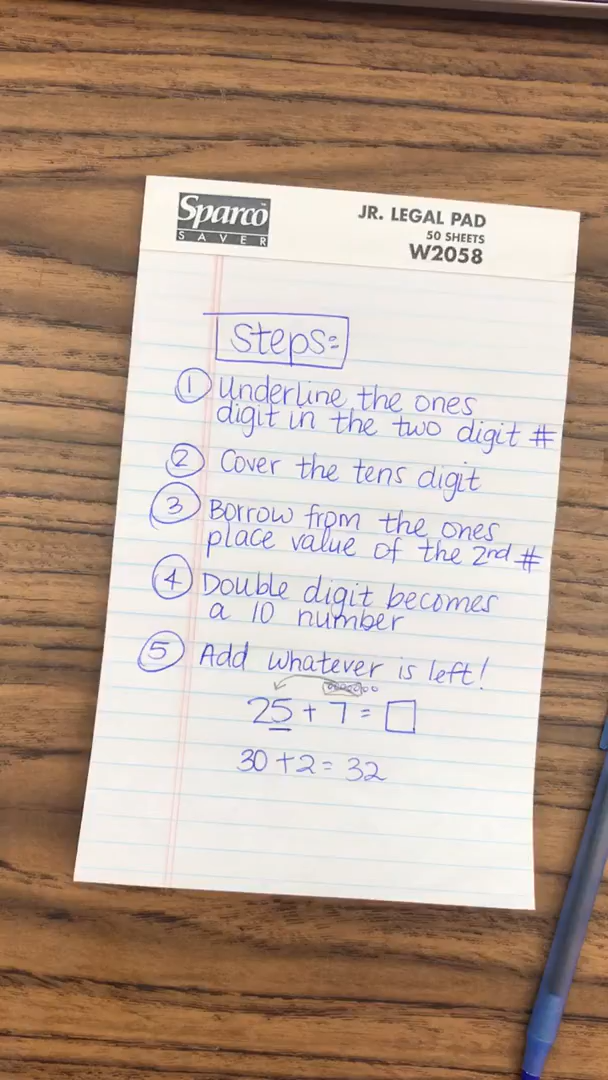 Sparco
SAVER
JR. LEGAL PAD
50 SHEETS
W2058
Steps:
1 Underline the ones
digit in the two digit #
2 Cover the tens digit
3 Borrow from the ones
place value of the 2nd #
4 Double digit becomes
a 10 number
5 Add whatever is left!
25 + 7 = □
30 + 2 = 32